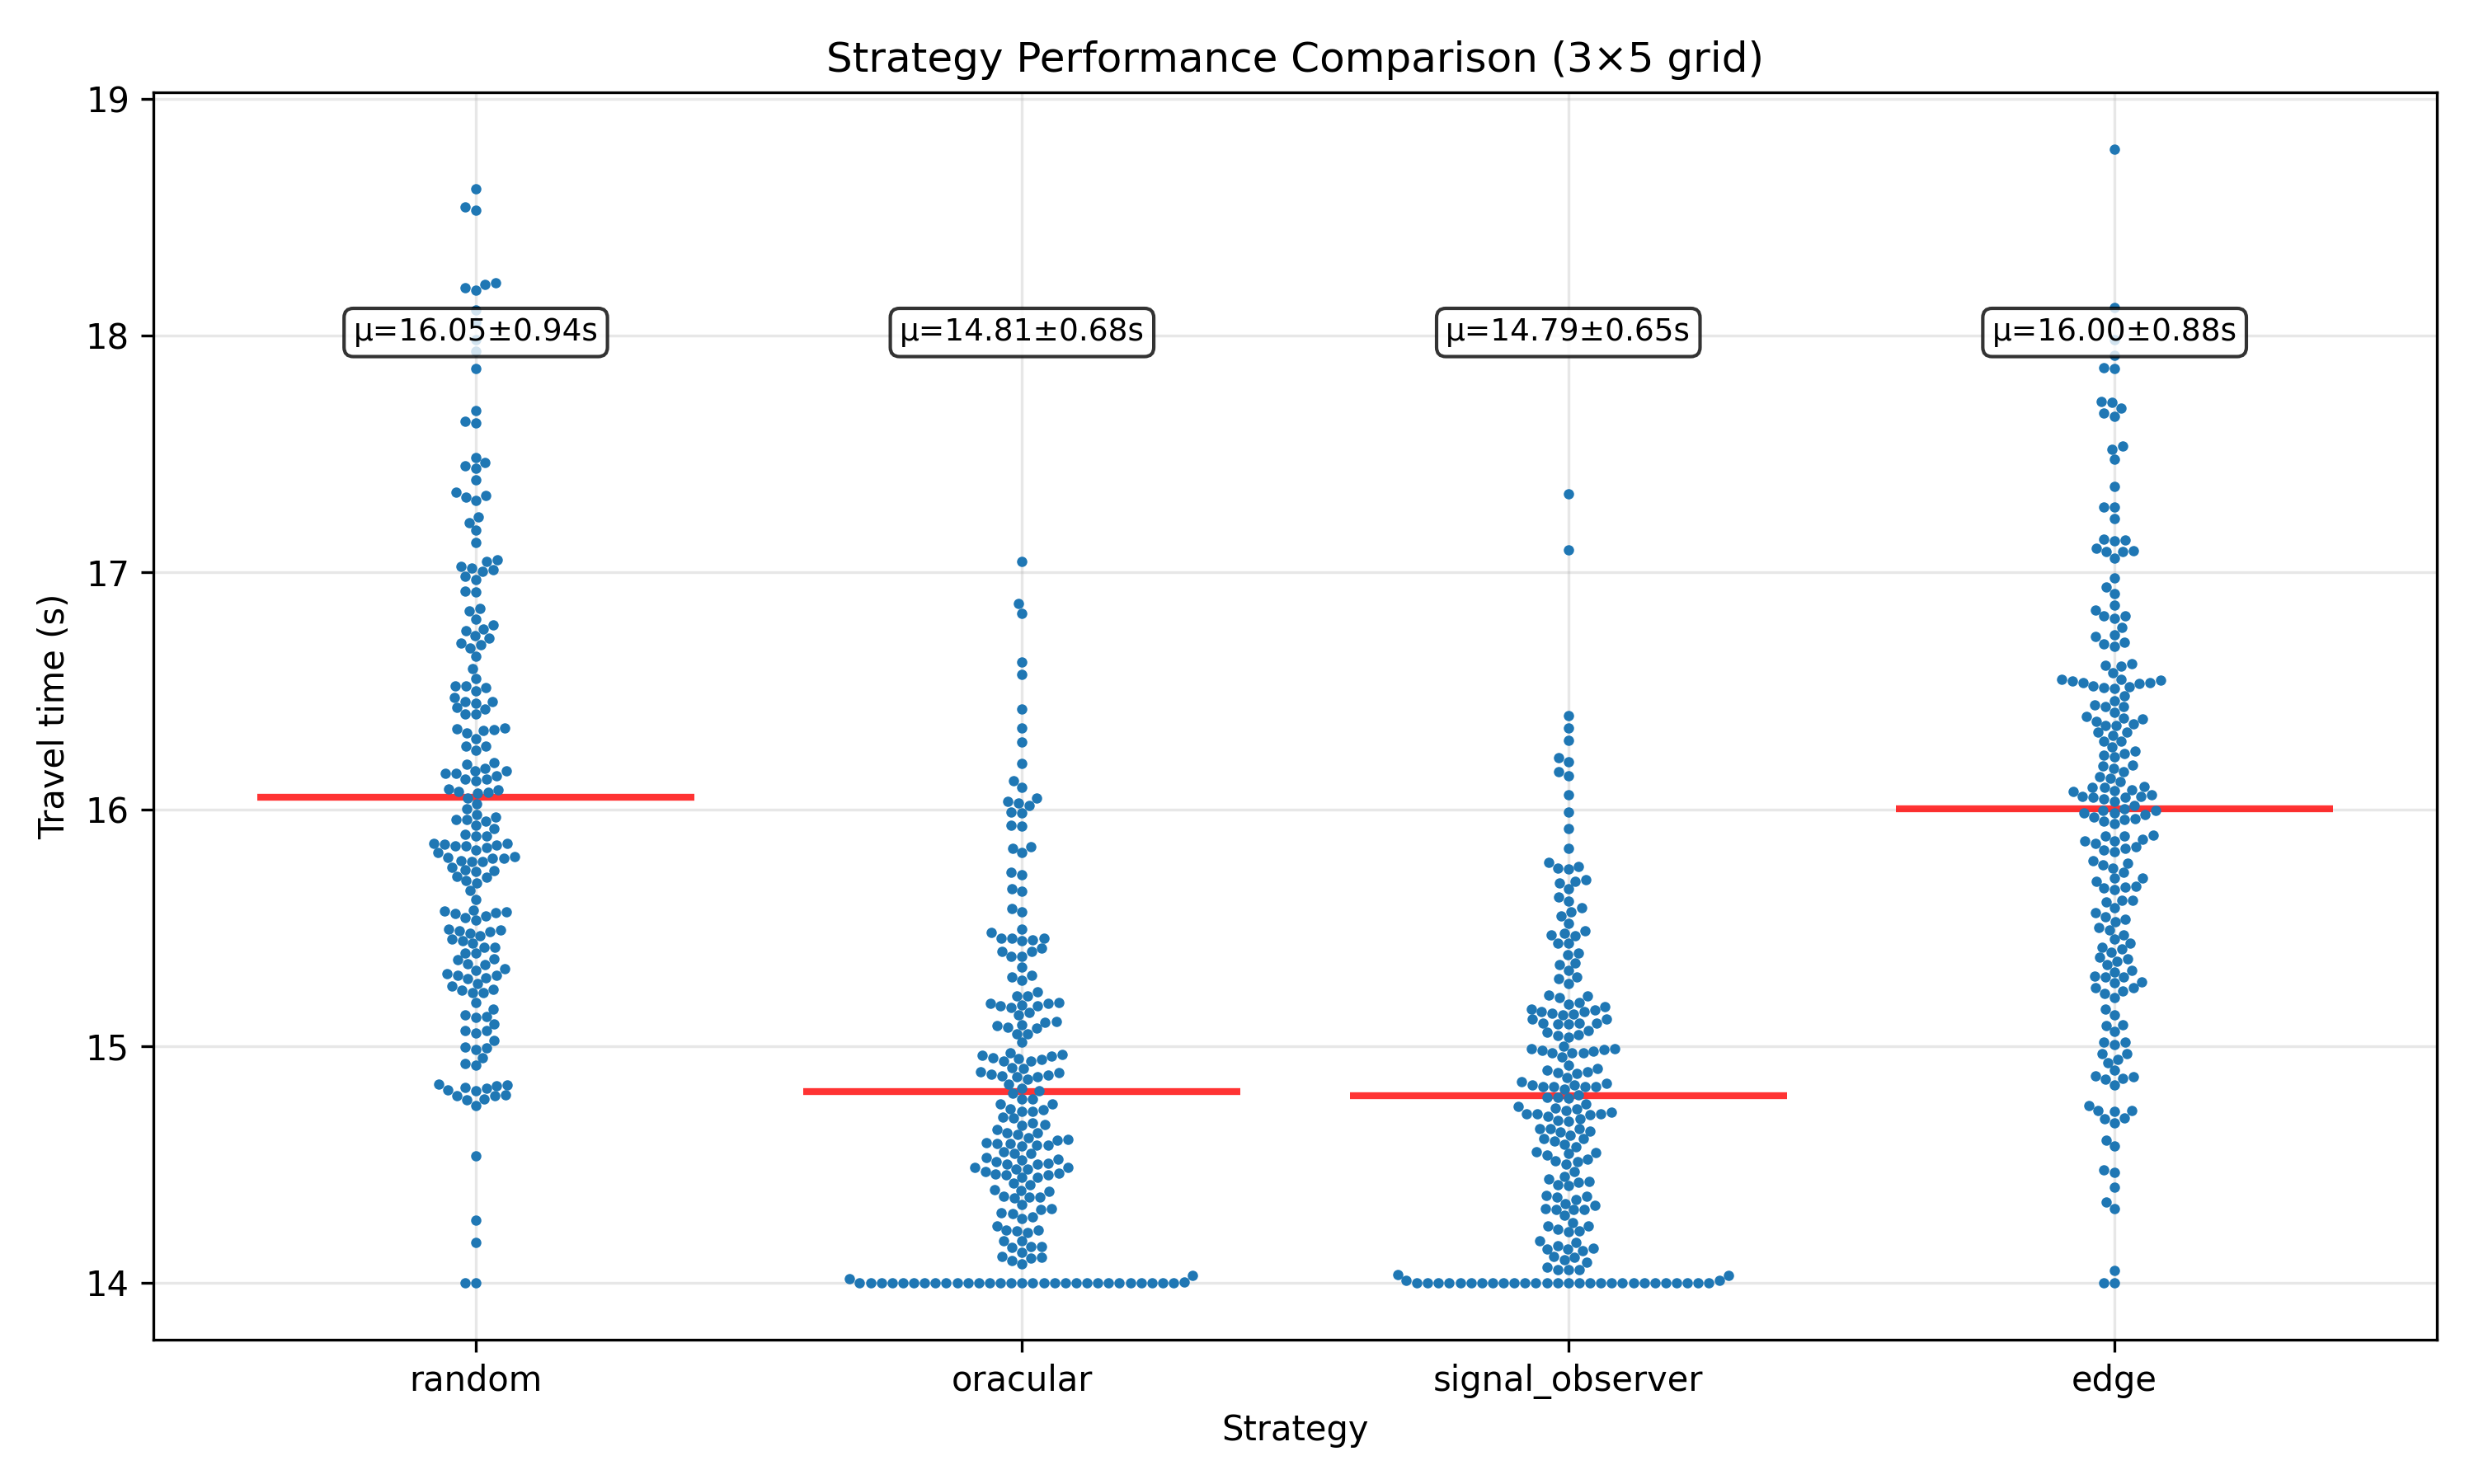 Strategy Performance Comparison (3×5 grid)
19
18
17
16
15
14
Travel time (s)
μ=16.05±0.94s
μ=14.81±0.68s
μ=14.79±0.65s
μ=16.00±0.88s
random
oracular
signal_observer
edge
Strategy